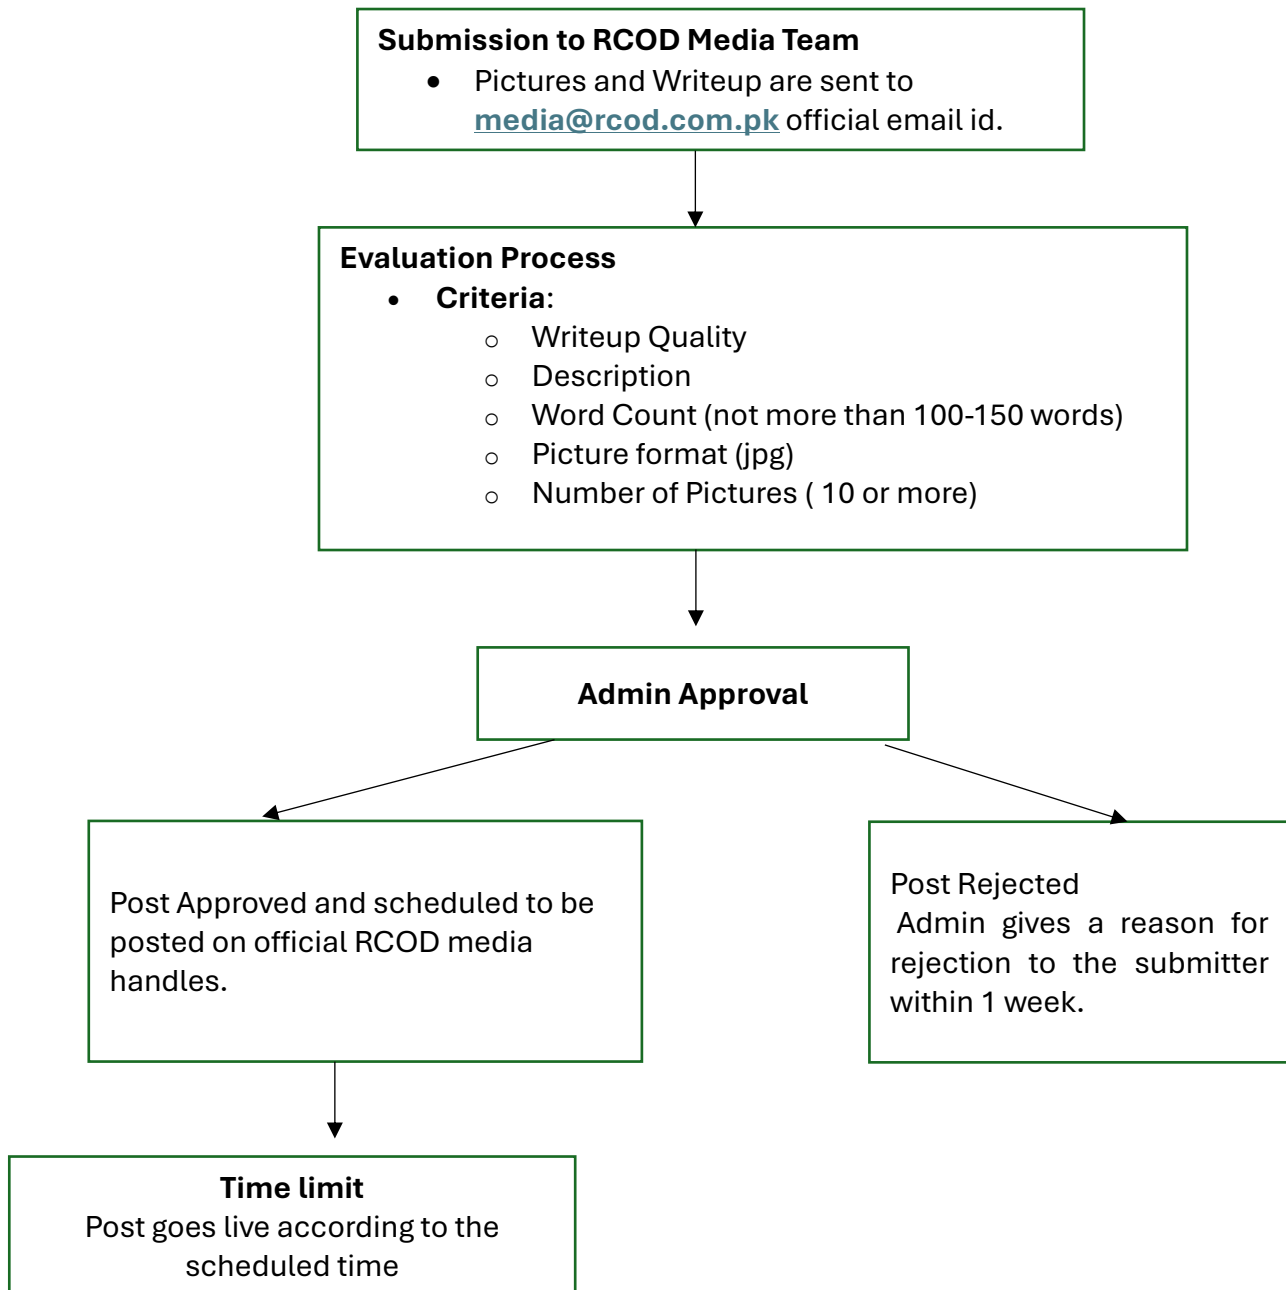 Submission to RCOD Media Team
• Pictures and Writeup are sent to
media@rcod.com.pk official email id.
Evaluation Process
• Criteria:
o Writeup Quality
o Description
o Word Count (not more than 100-150 words)
o Picture format (jpg)
o Number of Pictures ( 10 or more)
Admin Approval
Post Approved and scheduled to be
posted on official RCOD media
handles.
Post Rejected
Admin gives a reason for
rejection to the submitter
within 1 week.
Time limit
Post goes live according to the
scheduled time